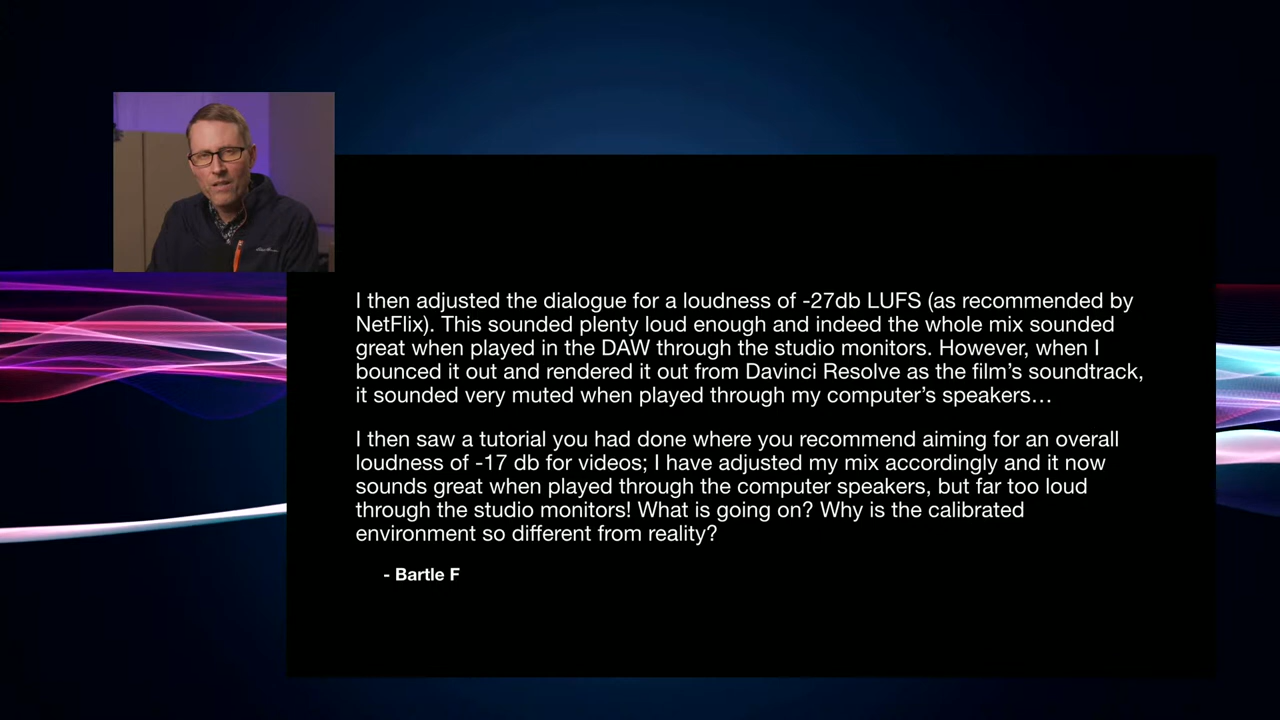 I then adjusted the dialogue for a loudness of -27db LUFS (as recommended by
NetFlix). This sounded plenty loud enough and indeed the whole mix sounded
great when played in the DAW through the studio monitors. However, when I
bounced it out and rendered it out from Davinci Resolve as the film’s soundtrack,
it sounded very muted when played through my computer’s speakers…
I then saw a tutorial you had done where you recommend aiming for an overall
loudness of -17 db for videos; I have adjusted my mix accordingly and it now
sounds great when played through the computer speakers, but far too loud
through the studio monitors! What is going on? Why is the calibrated
environment so different from reality?
- Bartle F